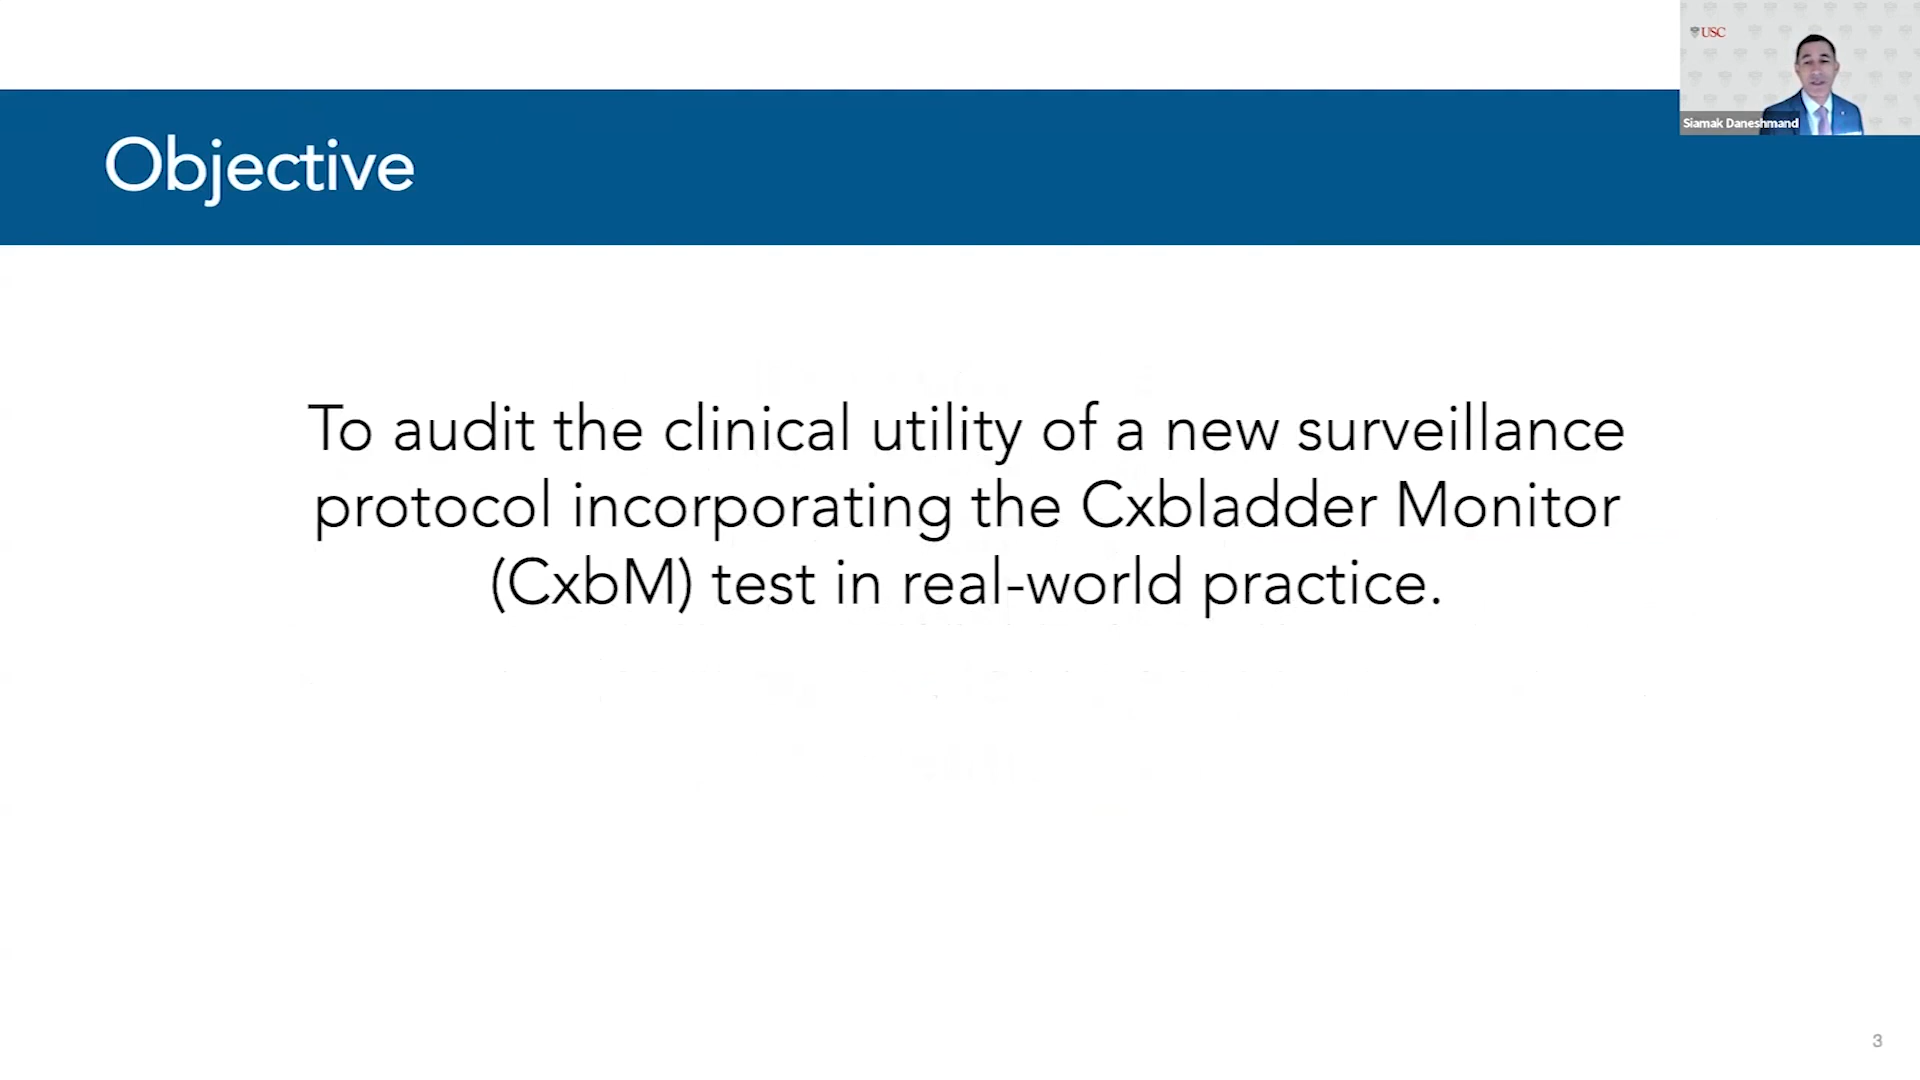 USC
Siamak Daneshmand
Objective
To audit the clinical utility of a new surveillance
protocol incorporating the Cxbladder Monitor
(CxbM) test in real-world practice.
3